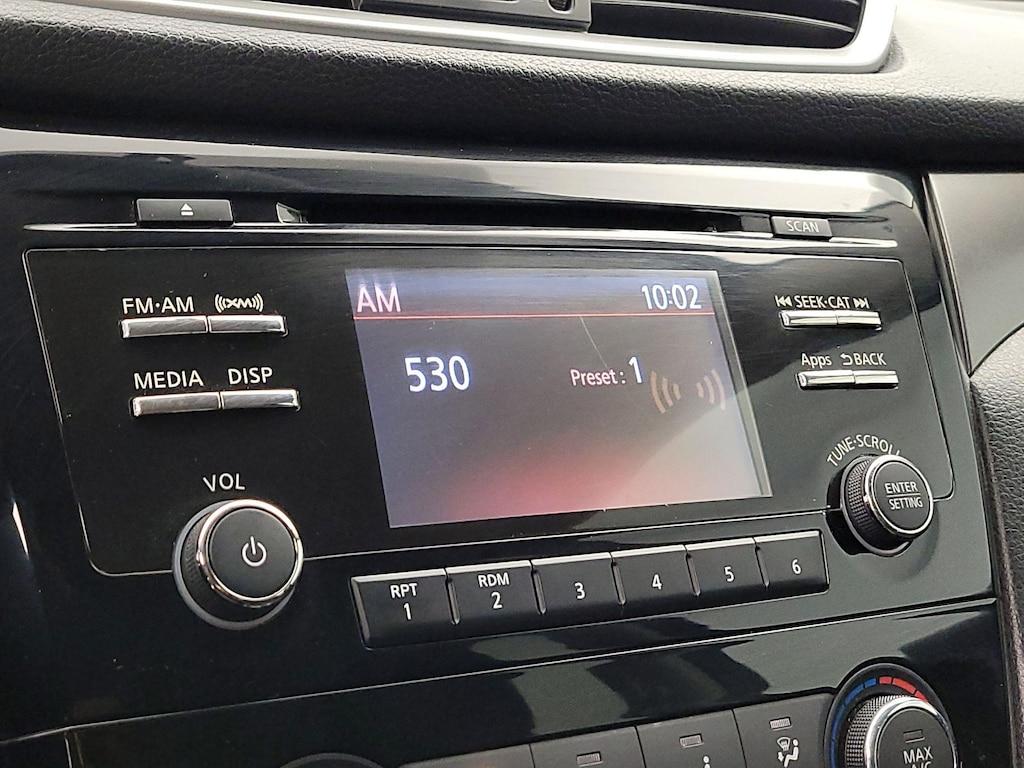 SCAN
FM·AM ((XM))
AM 10:02
SEEK·CAT
530
Preset : 1
MEDIA DISP
Apps BACK
TUNE·SCROLL
ENTER
SETTING
VOL
RPT
1
RDM
2
3
4
5
6
MAX
A/C